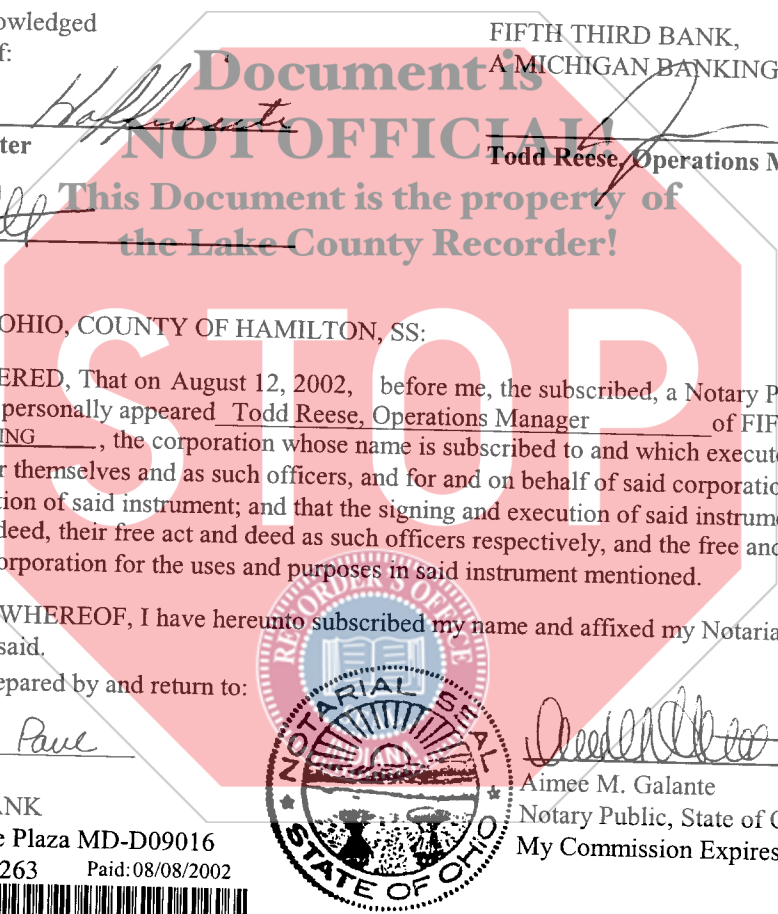 owledged
f:
FIFTH THIRD BANK,
A MICHIGAN BANKING
Document is
NOT OFFICIAL!
ter
Todd Reese, Operations M
This Document is the property of
the Lake County Recorder!
STOP
OHIO, COUNTY OF HAMILTON, SS:
ERED, That on August 12, 2002, before me, the subscribed, a Notary P
personally appeared Todd Reese, Operations Manager of FIF
ING , the corporation whose name is subscribed to and which execute
r themselves and as such officers, and for and on behalf of said corporatio
tion of said instrument; and that the signing and execution of said instrume
deed, their free act and deed as such officers respectively, and the free and
orporation for the uses and purposes in said instrument mentioned.
WHEREOF, I have hereunto subscribed my name and affixed my Notaria
said.
RECORDER'S OFFICE
INDIANA
epared by and return to:
Paul
NOTARIAL SEAL
STATE OF OHIO
Aimee M. Galante
Notary Public, State of O
My Commission Expires
ANK
e Plaza MD-D09016
263 Paid:08/08/2002